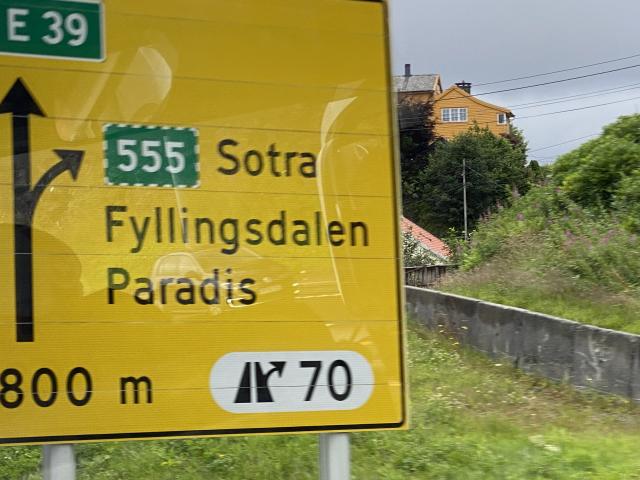 E 39
555 Sotra
Fyllingsdalen
Paradis
800 m
70